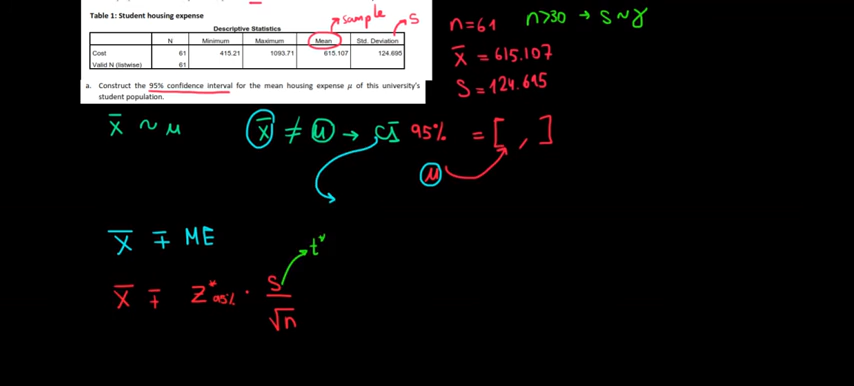 Table 1: Student housing expense
Descriptive Statistics
N Minimum Maximum Mean Std. Deviation
Cost 61 415.21 1093.71 615.107 124.695
Valid N (listwise) 61
a. Construct the 95% confidence interval for the mean housing expense μ of this university's
student population.
sample
S
n=61 n>30 → S~γ
x̄ = 615.107
S = 124.695
x̄ ~ μ x̄ ≠ μ → CI 95% = [ , ]
μ
x̄ ∓ ME
t*
x̄ ∓ Z*95% · S/√n